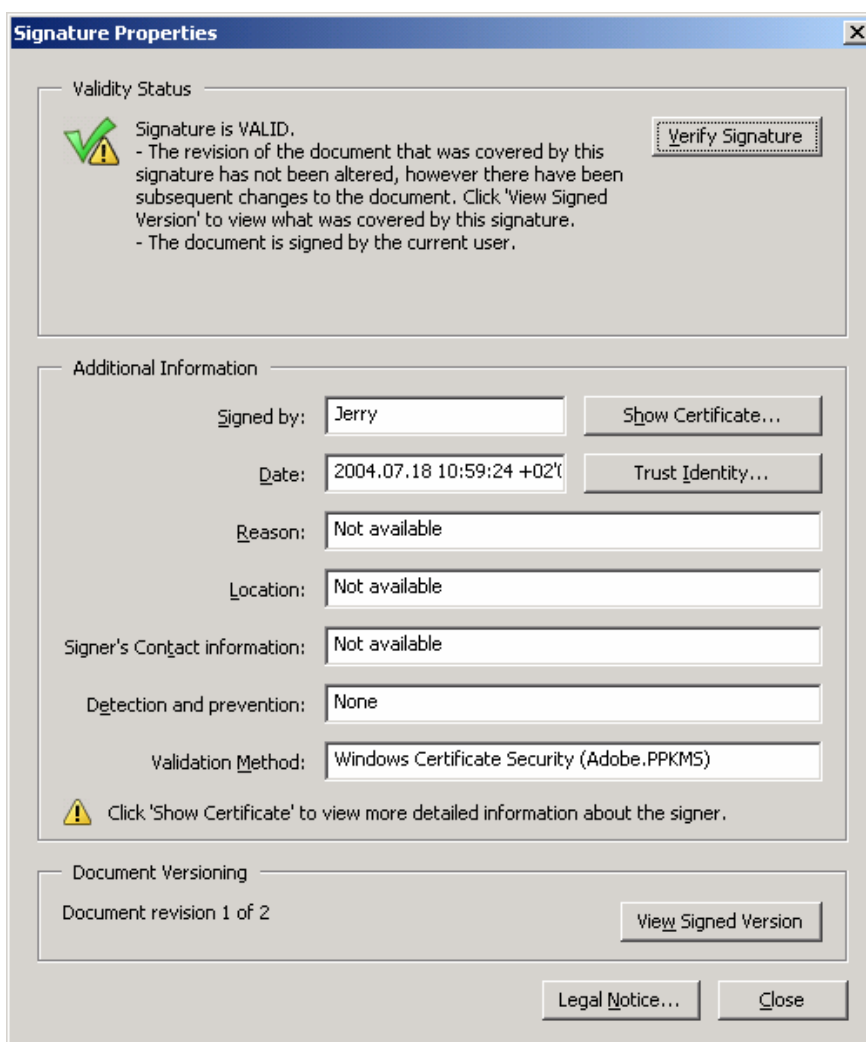 Signature Properties
Validity Status
Signature is VALID.
- The revision of the document that was covered by this
signature has not been altered, however there have been
subsequent changes to the document. Click 'View Signed
Version' to view what was covered by this signature.
- The document is signed by the current user.
Verify Signature
Additional Information
Signed by: Jerry Show Certificate...
Date: 2004.07.18 10:59:24 +02'( Trust Identity...
Reason: Not available
Location: Not available
Signer's Contact information: Not available
Detection and prevention: None
Validation Method: Windows Certificate Security (Adobe.PPKMS)
Click 'Show Certificate' to view more detailed information about the signer.
Document Versioning
Document revision 1 of 2 View Signed Version
Legal Notice... Close